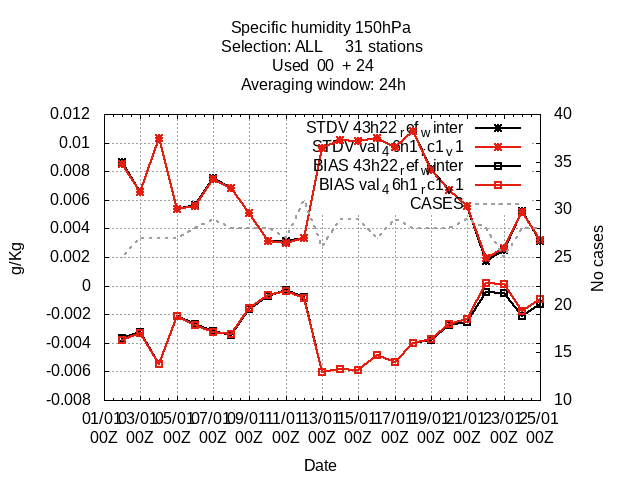 Specific humidity 150hPa
Selection: ALL 31 stations
Used 00 + 24
Averaging window: 24h
0.012
0.01
0.008
0.006
0.004
0.002
0
-0.002
-0.004
-0.006
-0.008
g/Kg
STDV 43h22_ref_winter
STDV val_46h1_rc1_v1
BIAS 43h22_ref_winter
BIAS val_46h1_rc1_v1
CASES
40
35
30
25
20
15
10
No cases
01/01 03/01 05/01 07/01 09/01 11/01 13/01 15/01 17/01 19/01 21/01 23/01 25/01
00Z 00Z 00Z 00Z 00Z 00Z 00Z 00Z 00Z 00Z 00Z 00Z 00Z
Date